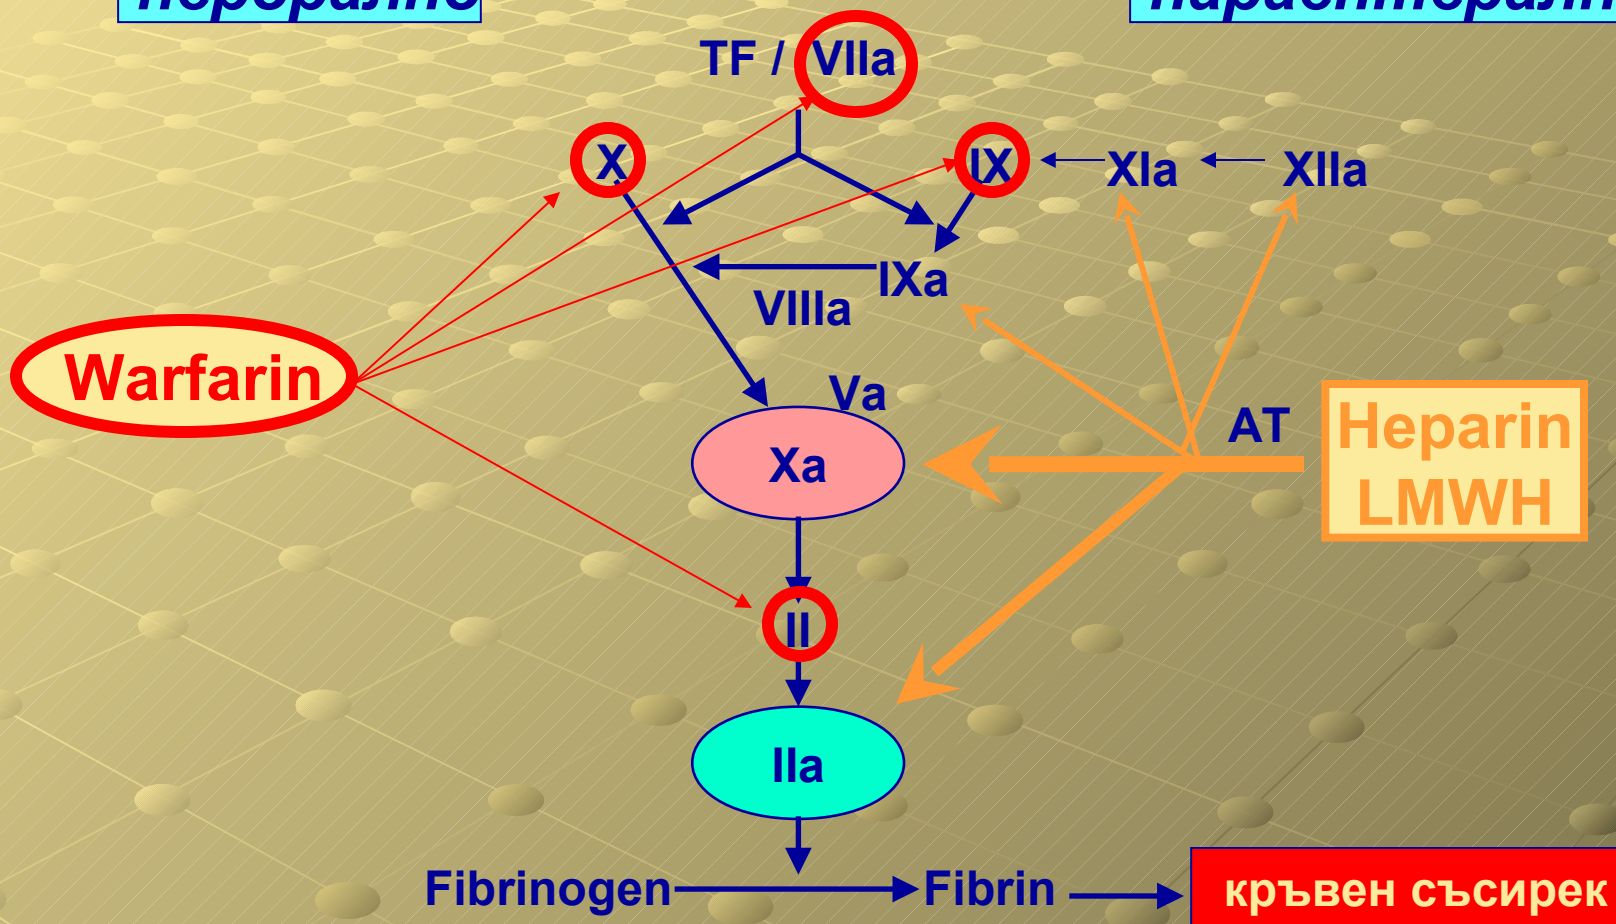 перорално
TF / VIIa
X
IX
XIa
XIIa
IXa
VIIIa
Warfarin
Va
AT
Heparin
LMWH
Xa
II
IIa
Fibrinogen
Fibrin
кръвен съсирек